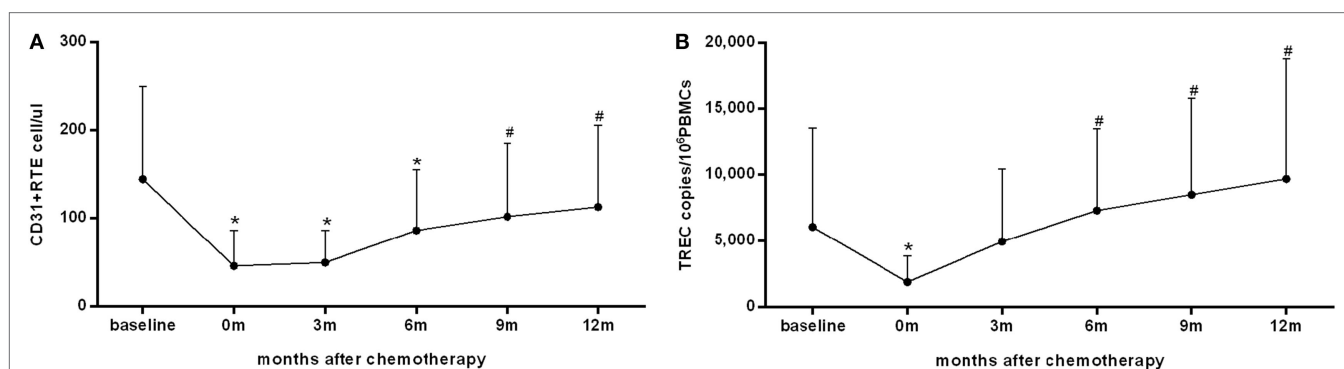 A
CD31+RTE cell/ul
300
200
100
0
*
*
*
#
#
baseline 0m 3m 6m 9m 12m
months after chemotherapy
B
TREC copies/10⁶PBMCs
20,000
15,000
10,000
5,000
0
*
#
#
#
baseline 0m 3m 6m 9m 12m
months after chemotherapy